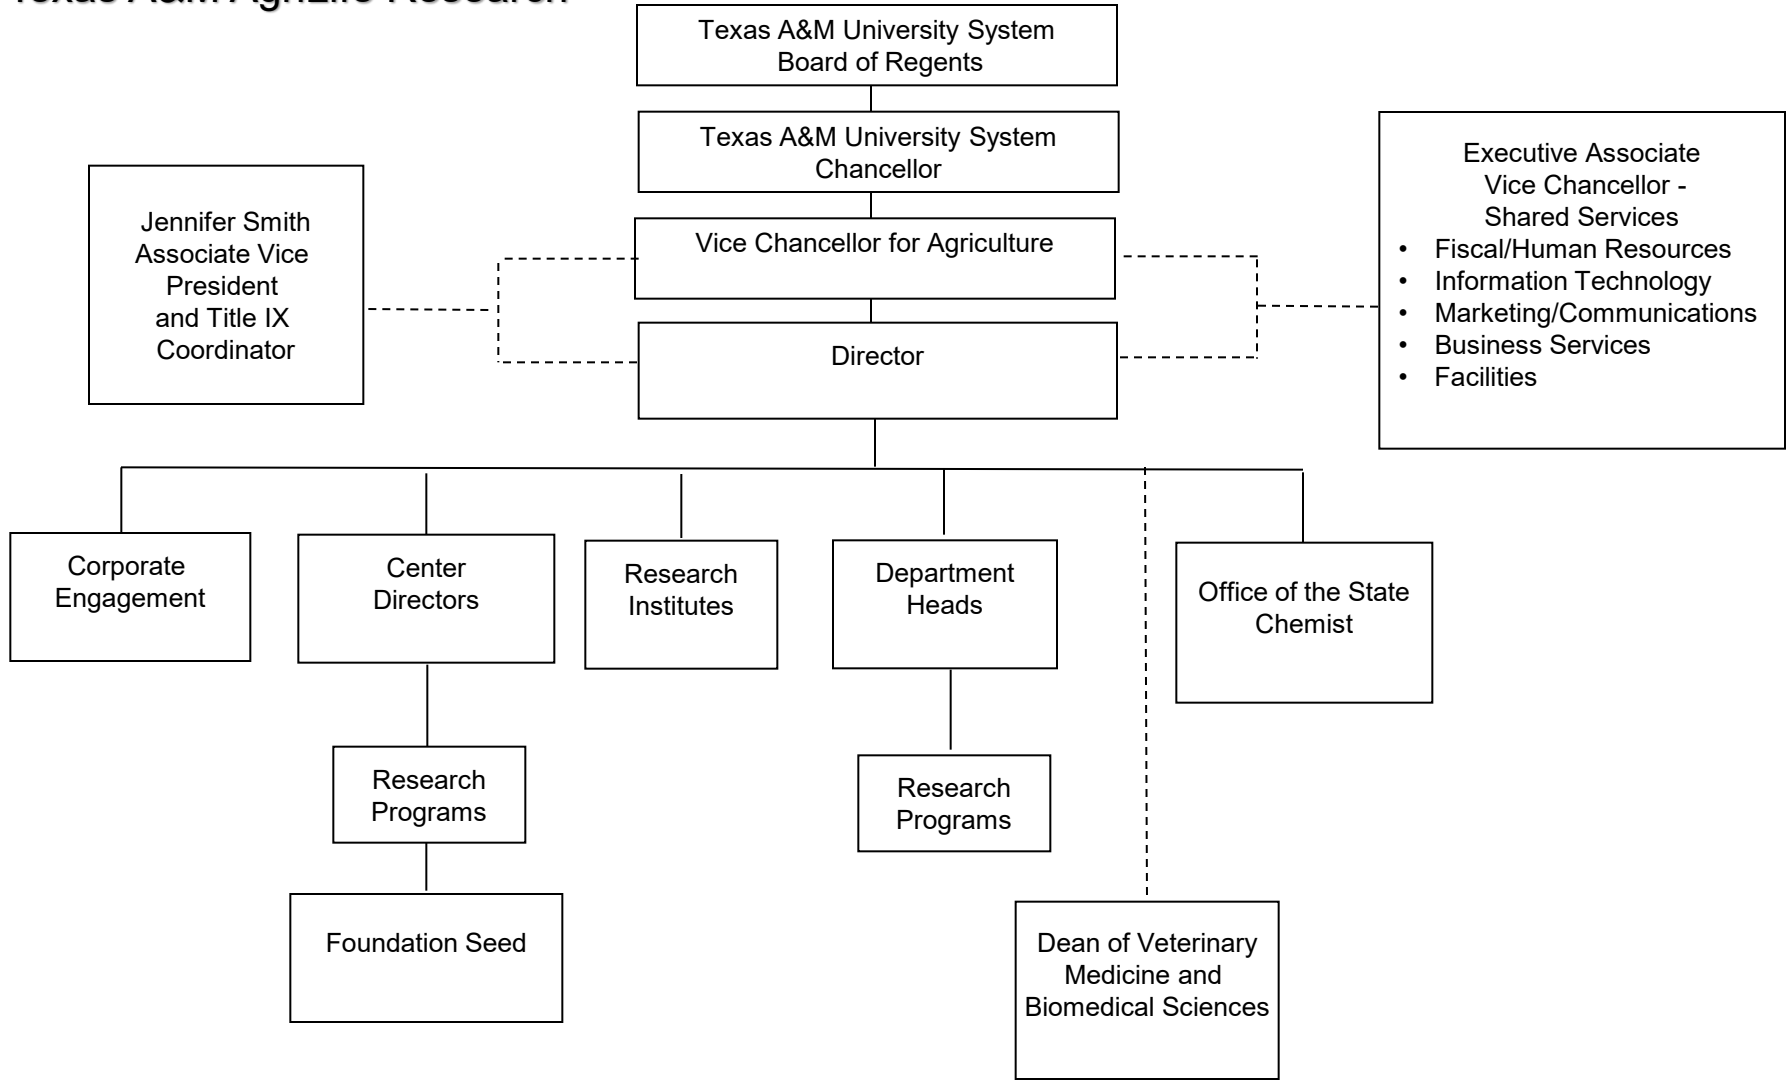 Texas A&M AgriLife Research
Texas A&M University System
Board of Regents
Texas A&M University System
Chancellor
Vice Chancellor for Agriculture
Director
Jennifer Smith
Associate Vice
President
and Title IX
Coordinator
Executive Associate
Vice Chancellor -
Shared Services
• Fiscal/Human Resources
• Information Technology
• Marketing/Communications
• Business Services
• Facilities
Corporate
Engagement
Center
Directors
Research
Institutes
Department
Heads
Office of the State
Chemist
Research
Programs
Research
Programs
Foundation Seed
Dean of Veterinary
Medicine and
Biomedical Sciences